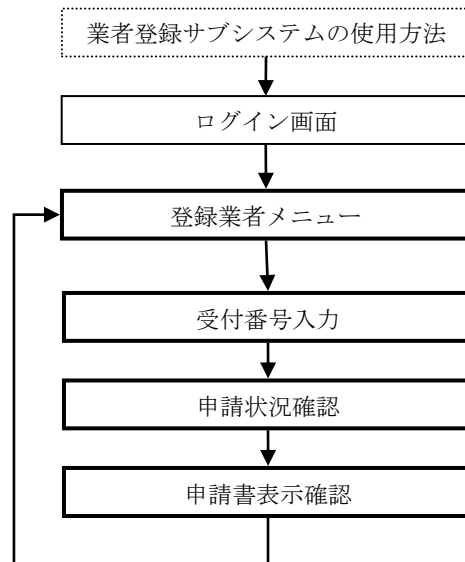 業者登録サブシステムの使用方法
ログイン画面
登録業者メニュー
受付番号入力
申請状況確認
申請書表示確認